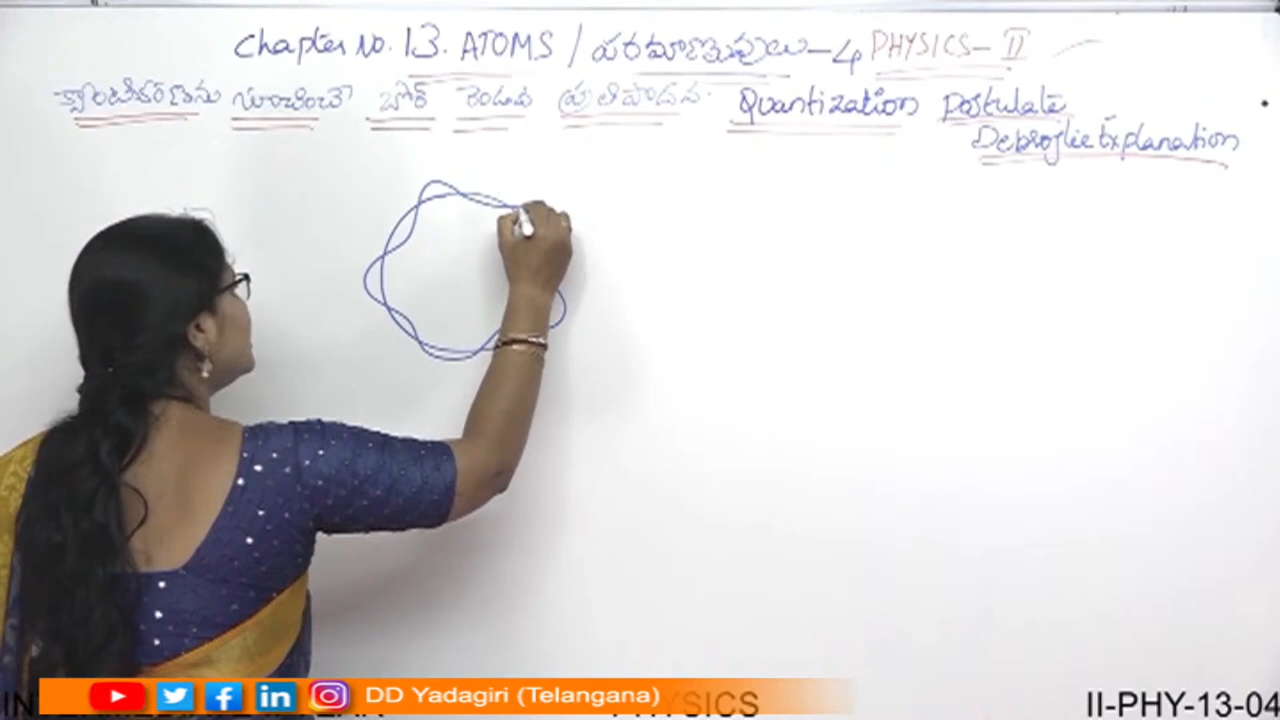 Chapter No. 13. ATOMS / పరమాణువులు - 4 PHYSICS - II
క్వాంటీకరణను సూచించే బోర్ రెండవ ప్రతిపాదన. Quantization Postulate
Debroglie Explanation
DD Yadagiri (Telangana)
PHYSICS
II-PHY-13-04